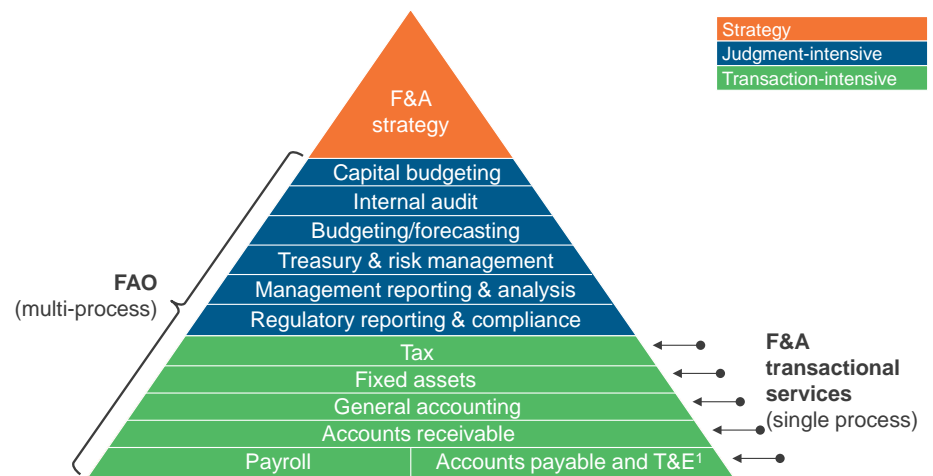 Strategy
Judgment-intensive
Transaction-intensive
F&A
strategy
Capital budgeting
Internal audit
Budgeting/forecasting
Treasury & risk management
Management reporting & analysis
Regulatory reporting & compliance
Tax
Fixed assets
General accounting
Accounts receivable
Payroll
Accounts payable and T&E¹
FAO
(multi-process)
F&A
transactional
services
(single process)